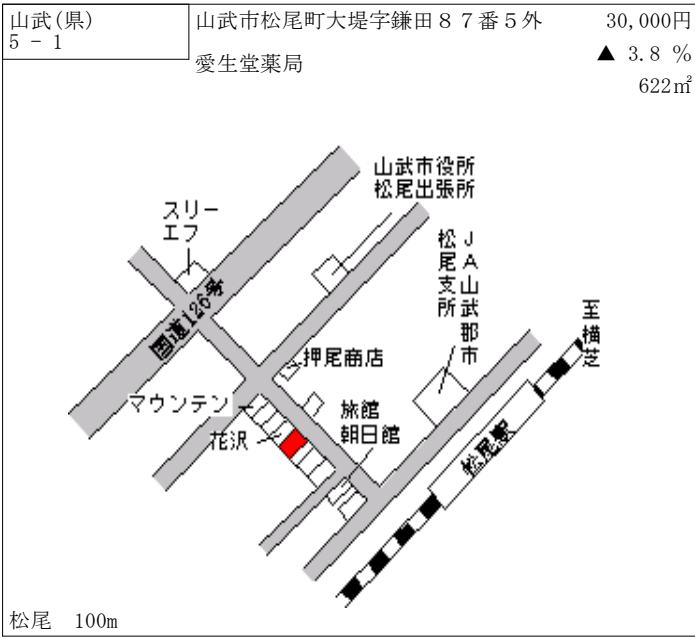 山武(県)
5 - 1
山武市松尾町大堤字鎌田８７番５外
愛生堂薬局
30,000円
▲ 3.8 %
622㎡
山武市役所
松尾出張所
スリー
エフ
国道126号
ＪＡ山武郡市
松尾支所
至横芝
押尾商店
マウンテン
花沢
旅館
朝日館
松尾駅
松尾 100m